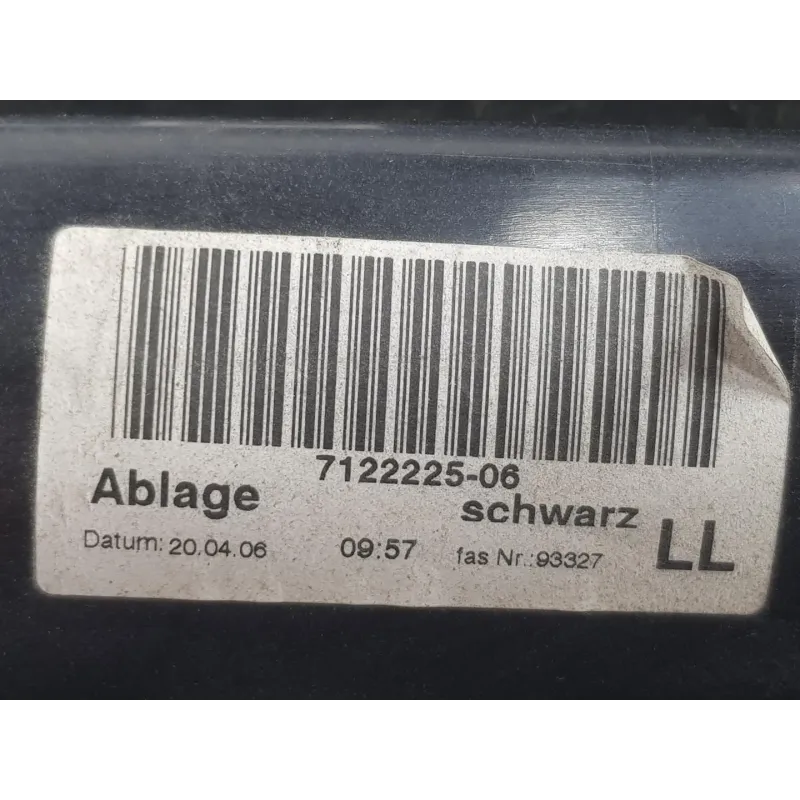 7122225-06
Ablage schwarz LL
Datum: 20.04.06 09:57 fas Nr.:93327